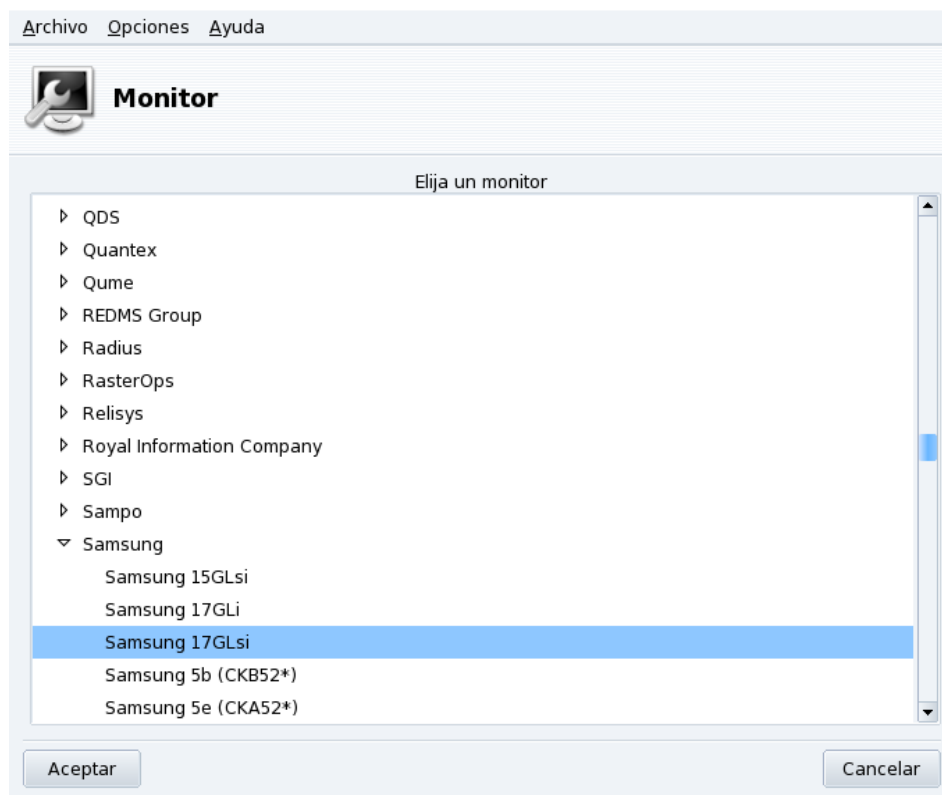 Archivo Opciones Ayuda
Monitor
Elija un monitor
QDS
Quantex
Qume
REDMS Group
Radius
RasterOps
Relisys
Royal Information Company
SGI
Sampo
Samsung
Samsung 15GLsi
Samsung 17GLi
Samsung 17GLsi
Samsung 5b (CKB52*)
Samsung 5e (CKA52*)
Aceptar Cancelar